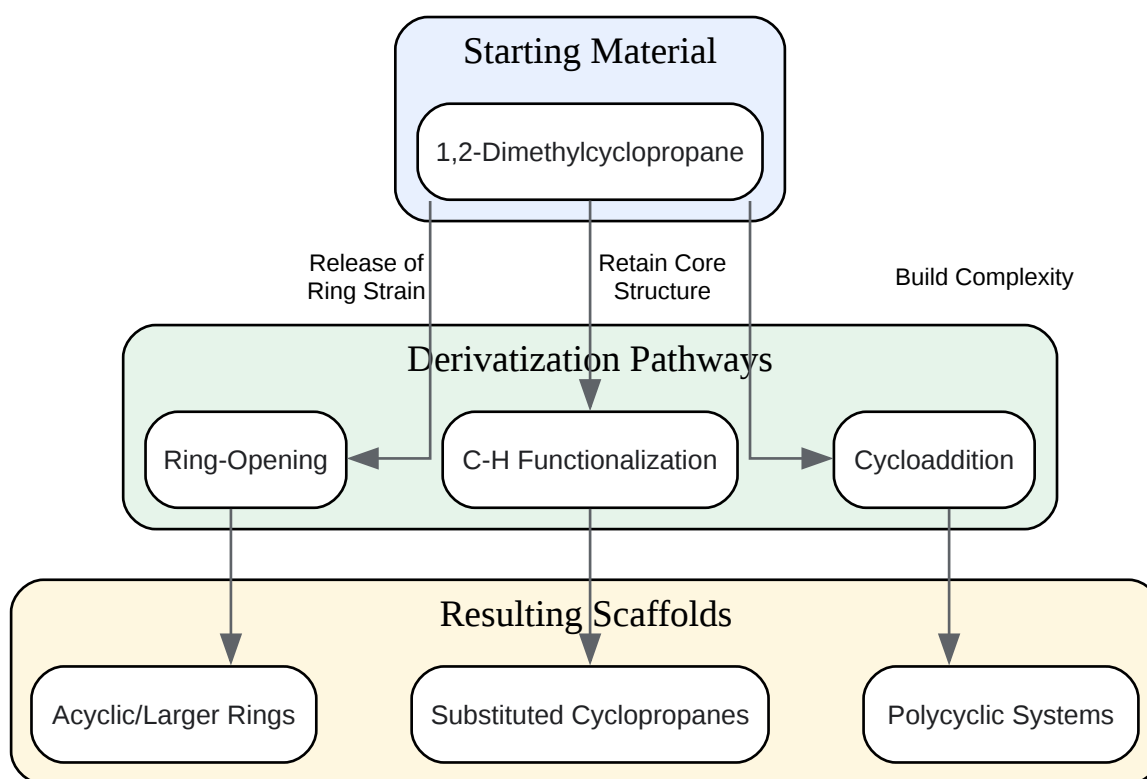 Starting Material
1,2-Dimethylcyclopropane
Release of
Ring Strain
Retain Core
Structure
Build Complexity
Derivatization Pathways
Ring-Opening
C-H Functionalization
Cycloaddition
Resulting Scaffolds
Acyclic/Larger Rings
Substituted Cyclopropanes
Polycyclic Systems